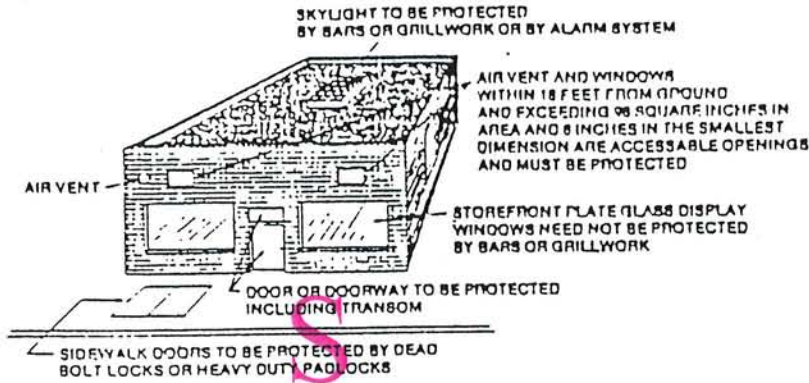 SKYLIGHT TO BE PROTECTED
BY BARS OR GRILLWORK OR BY ALARM SYSTEM
AIR VENT AND WINDOWS
WITHIN 18 FEET FROM GROUND
AND EXCEEDING 96 SQUARE INCHES IN
AREA AND 6 INCHES IN THE SMALLEST
DIMENSION ARE ACCESSABLE OPENINGS
AND MUST BE PROTECTED
AIR VENT
STOREFRONT PLATE GLASS DISPLAY
WINDOWS NEED NOT BE PROTECTED
BY BARS OR GRILLWORK
DOOR OR DOORWAY TO BE PROTECTED
INCLUDING TRANSOM
S
SIDEWALK DOORS TO BE PROTECTED BY DEAD
BOLT LOCKS OR HEAVY DUTY PADLOCKS